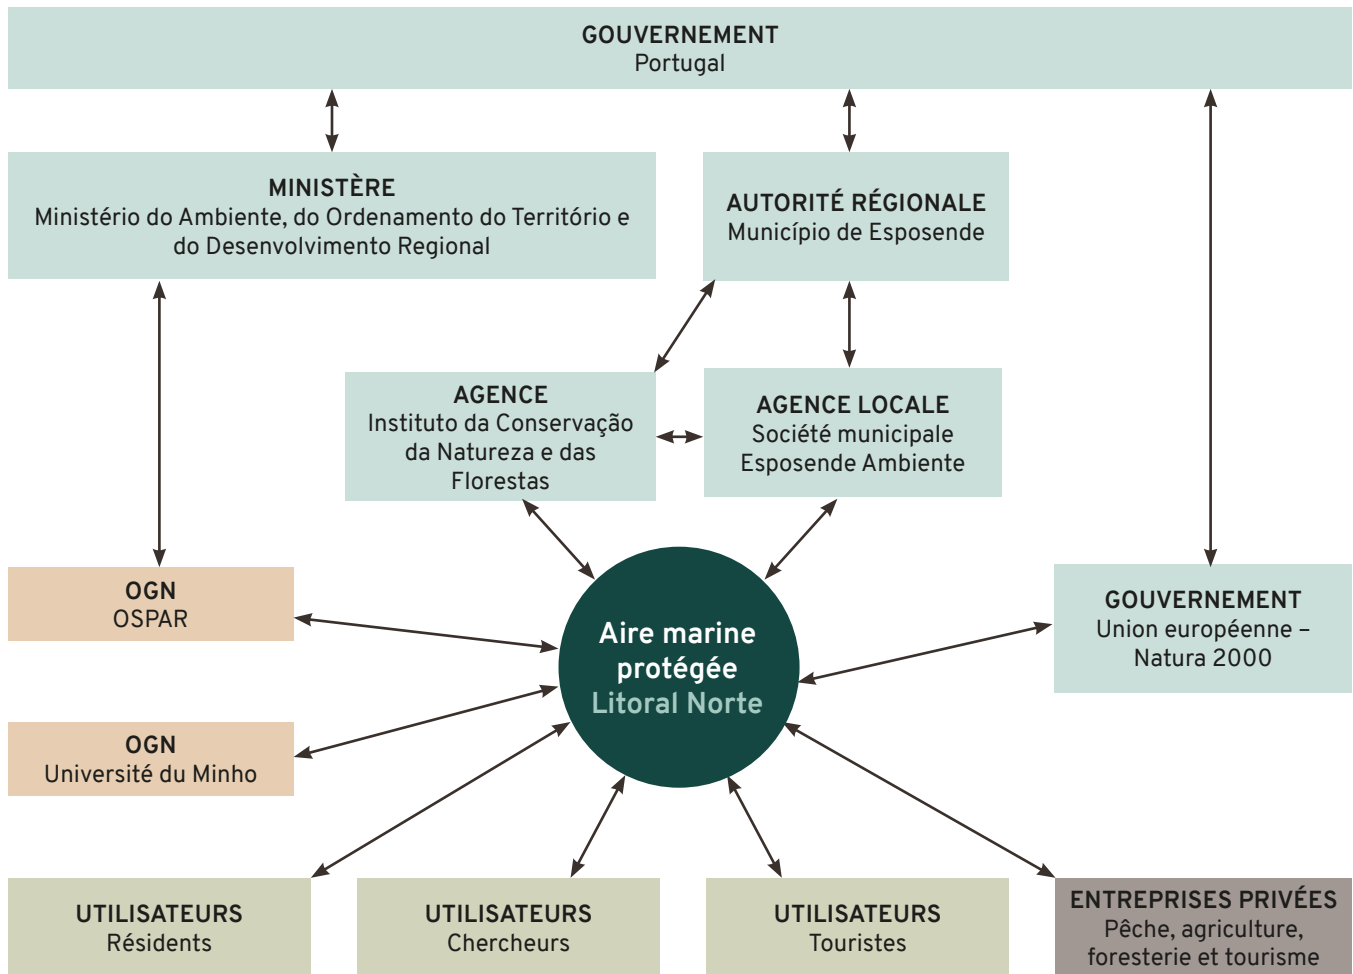 GOUVERNEMENT
Portugal
MINISTÈRE
Ministério do Ambiente, do Ordenamento do Território e
do Desenvolvimento Regional
AUTORITÉ RÉGIONALE
Município de Esposende
AGENCE
Instituto da Conservação
da Natureza e das
Florestas
AGENCE LOCALE
Société municipale
Esposende Ambiente
OGN
OSPAR
Aire marine
protégée
Litoral Norte
GOUVERNEMENT
Union européenne –
Natura 2000
OGN
Université du Minho
UTILISATEURS
Résidents
UTILISATEURS
Chercheurs
UTILISATEURS
Touristes
ENTREPRISES PRIVÉES
Pêche, agriculture,
foresterie et tourisme